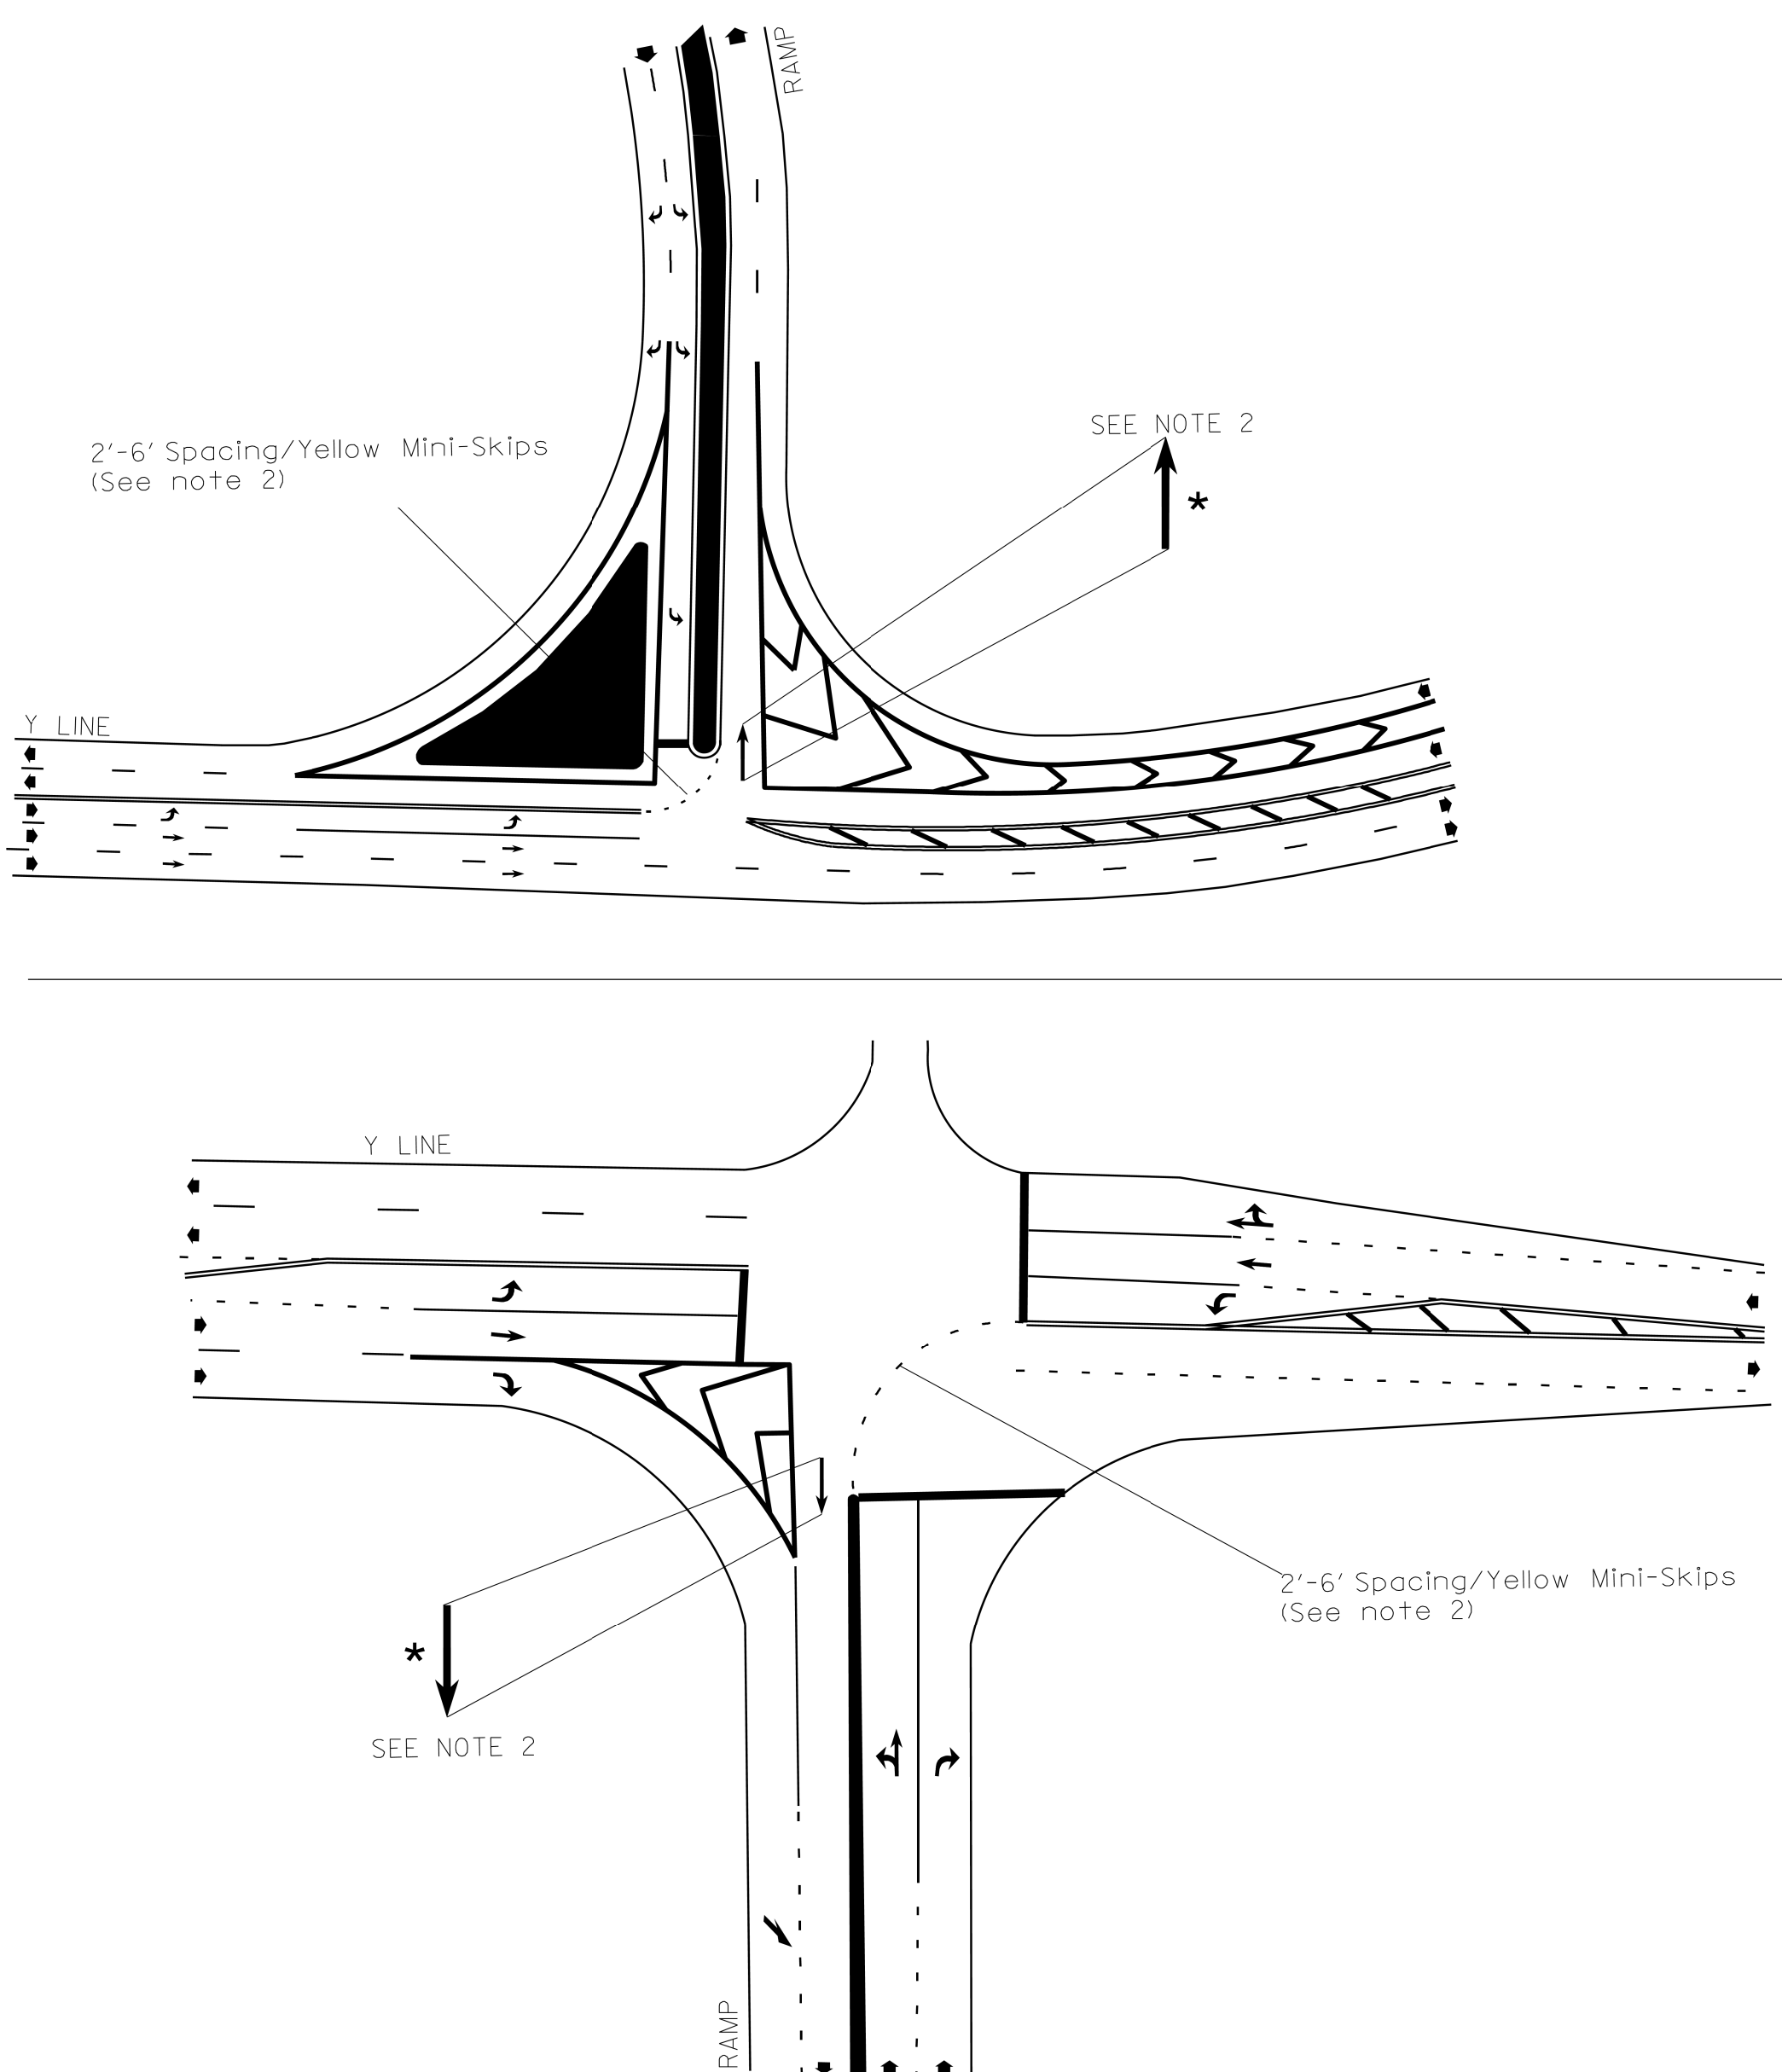 RAMP
SEE NOTE 2
*
2'-6' Spacing/Yellow Mini-Skips
(See note 2)
Y LINE
Y LINE
2'-6' Spacing/Yellow Mini-Skips
(See note 2)
*
SEE NOTE 2
RAMP